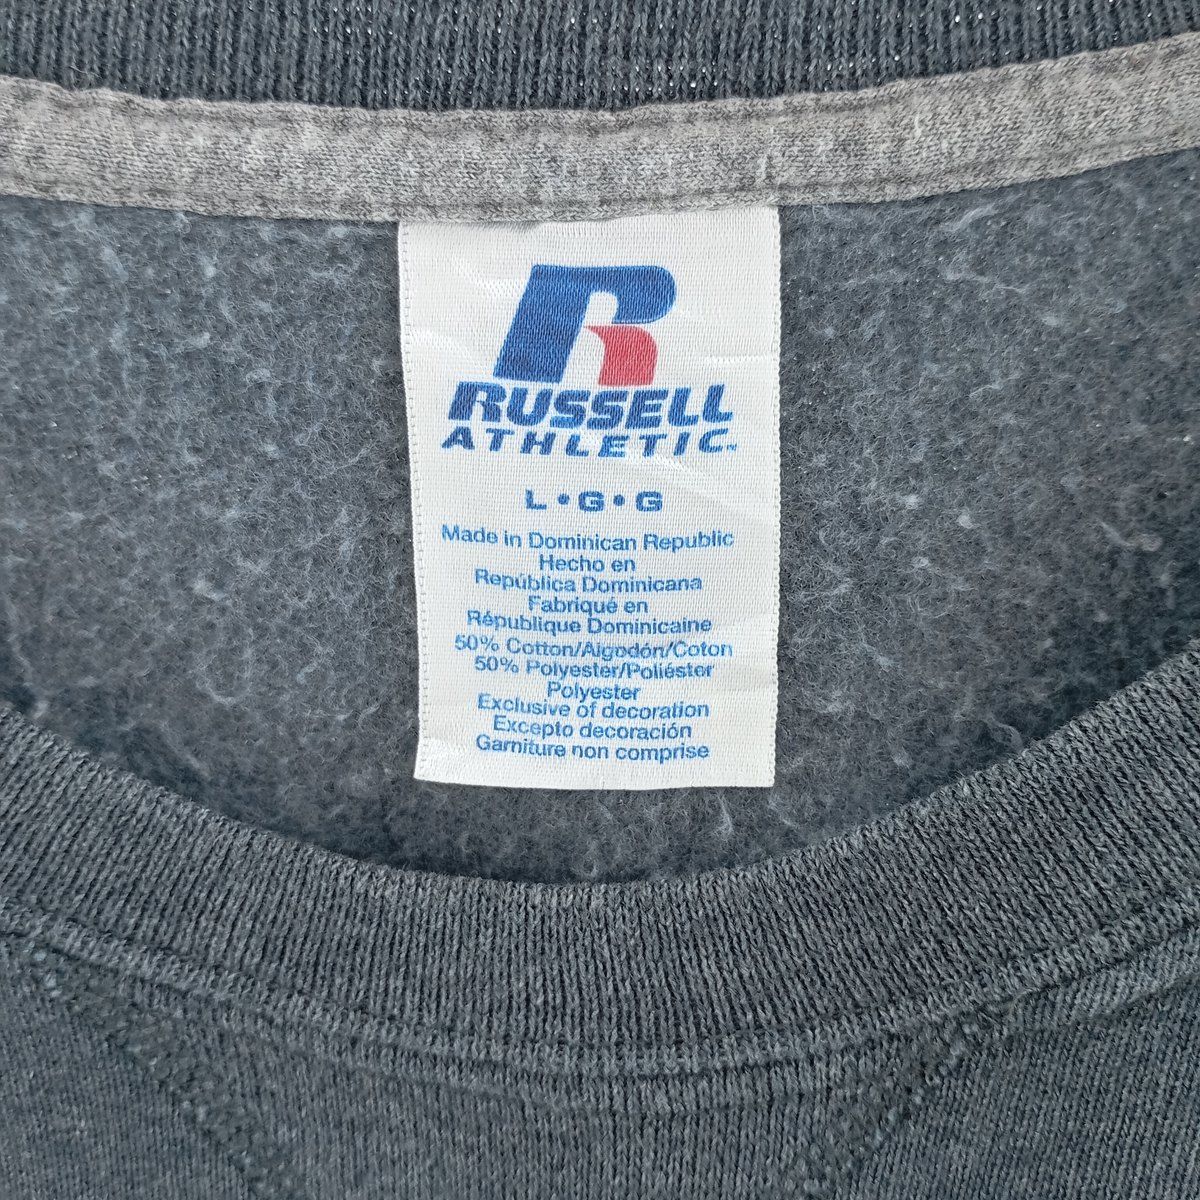 R
RUSSELL
ATHLETIC™
L•G•G
Made in Dominican Republic
Hecho en
República Dominicana
Fabriqué en
République Dominicaine
50% Cotton/Algodón/Coton
50% Polyester/Poliéster
Polyester
Exclusive of decoration
Excepto decoración
Garniture non comprise